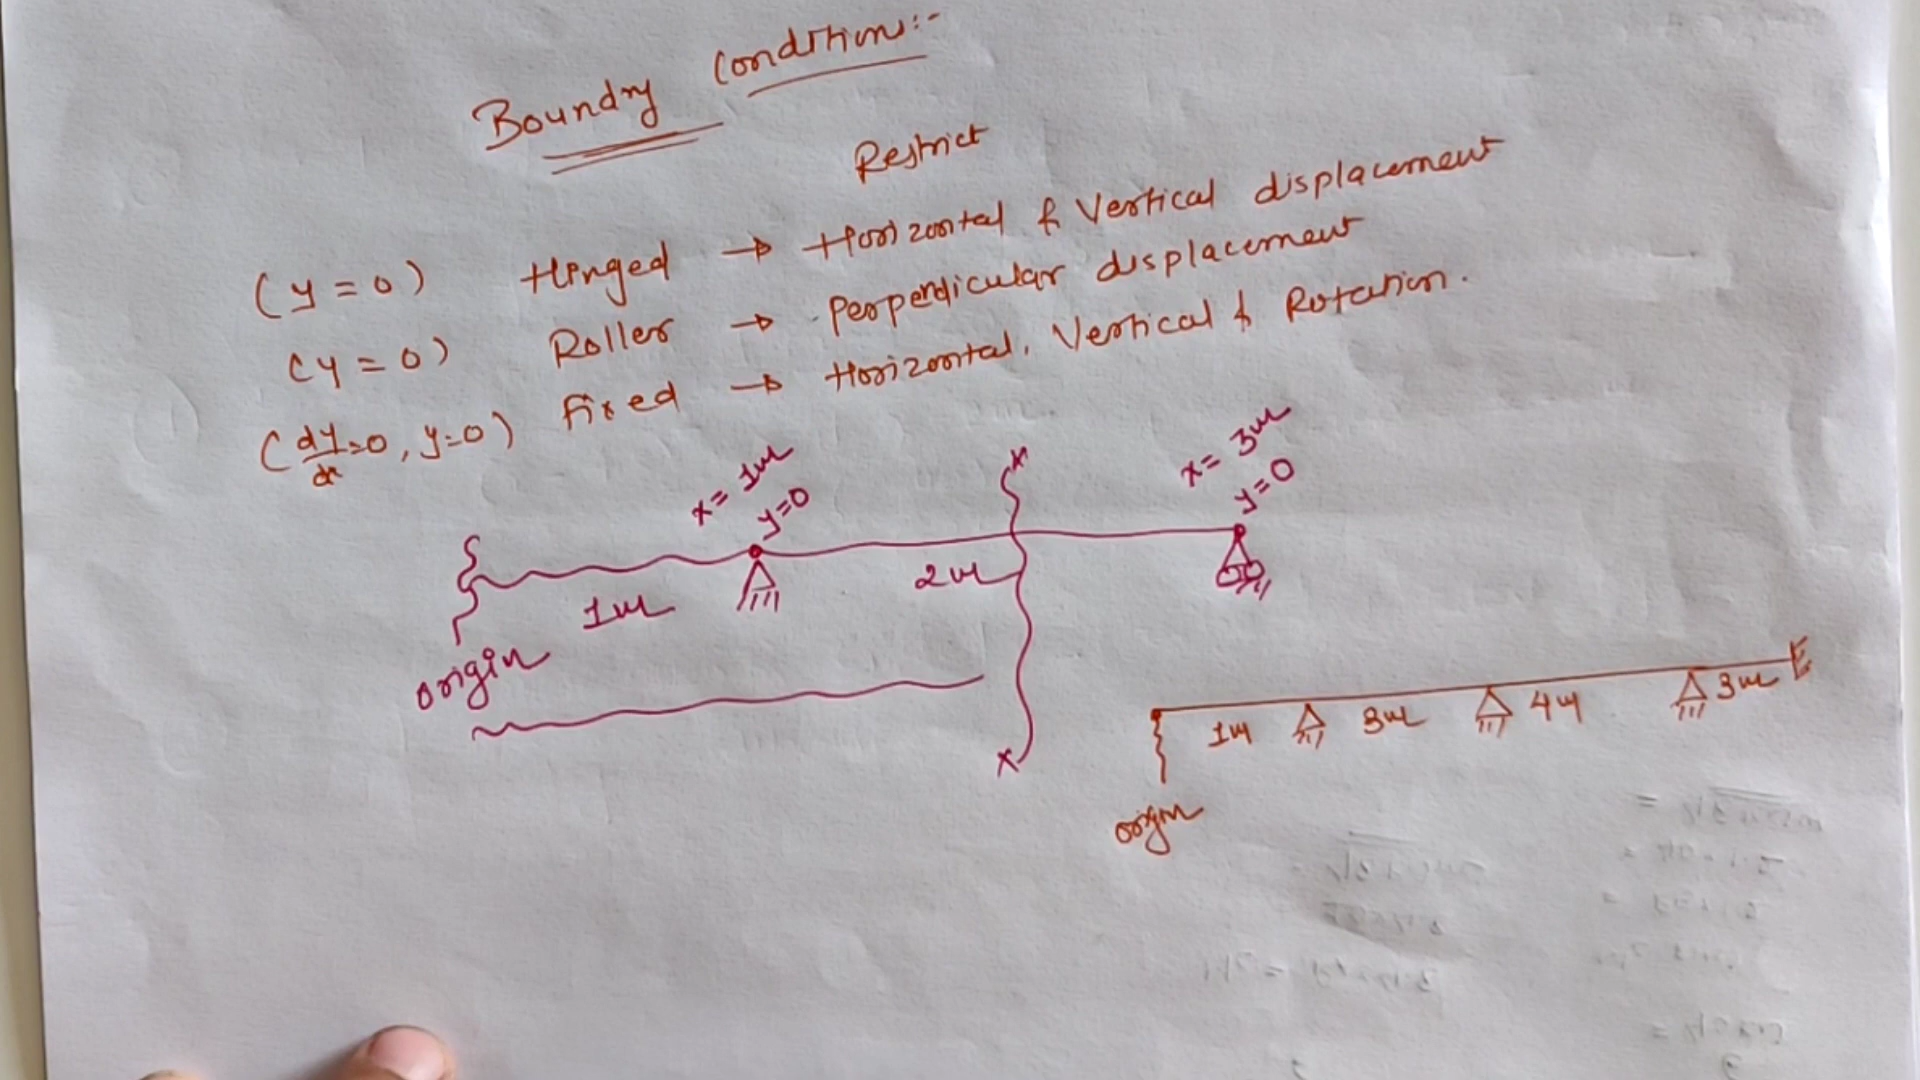 Boundry Condition:-
Restrict
(y = 0) Hinged → Horizontal & Vertical displacement
(y = 0) Roller → Perpendicular displacement
(dy/dx=0, y=0) Fixed → Horizontal, Vertical & Rotation.
x = 1m
y=0
x
x = 3m
y=0
1m
2m
origin
x
1m 3m 4m 3m
origin